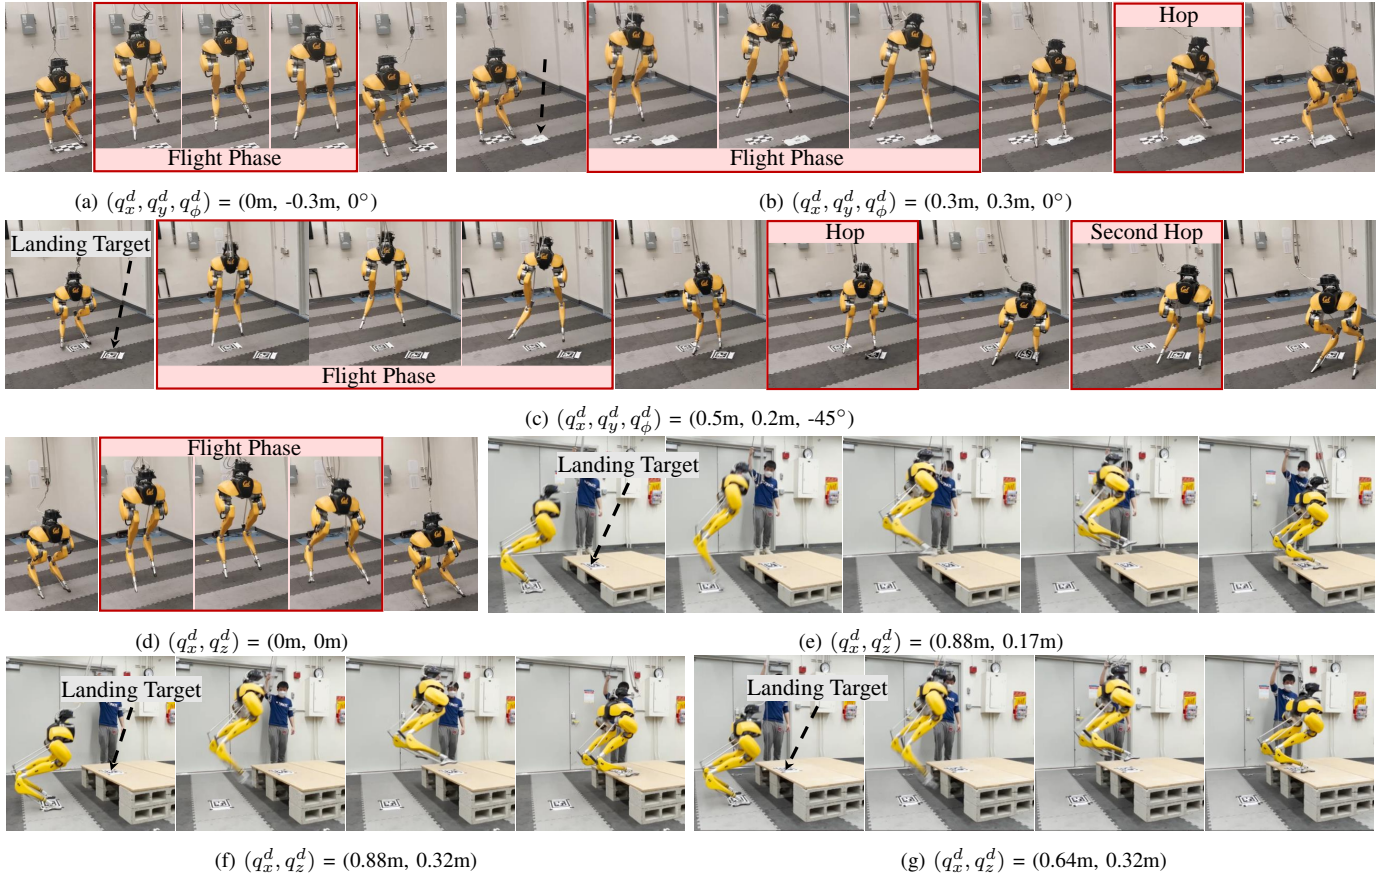 Hop
Flight Phase
Flight Phase
(a) (q_x^d, q_y^d, q_ϕ^d) = (0m, -0.3m, 0°)
(b) (q_x^d, q_y^d, q_ϕ^d) = (0.3m, 0.3m, 0°)
Landing Target
Hop
Second Hop
Flight Phase
(c) (q_x^d, q_y^d, q_ϕ^d) = (0.5m, 0.2m, -45°)
Flight Phase
Landing Target
(d) (q_x^d, q_z^d) = (0m, 0m)
(e) (q_x^d, q_z^d) = (0.88m, 0.17m)
Landing Target
Landing Target
(f) (q_x^d, q_z^d) = (0.88m, 0.32m)
(g) (q_x^d, q_z^d) = (0.64m, 0.32m)